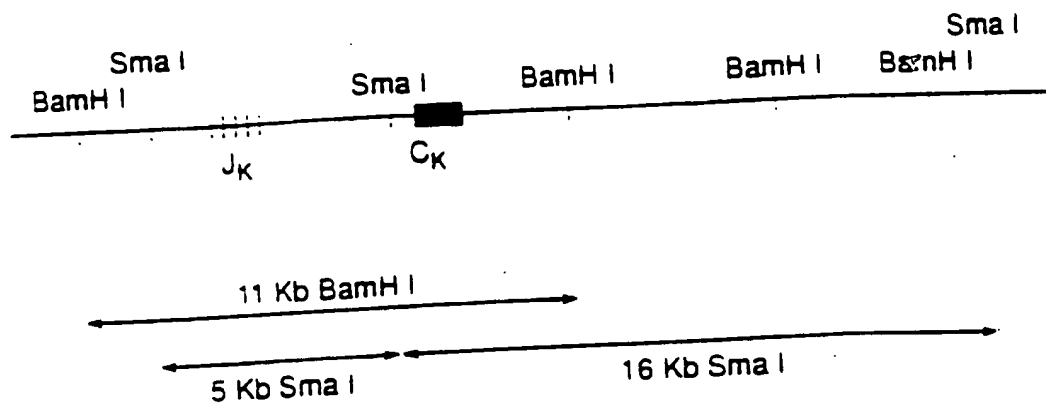 Sma I
Sma I
BamH I
Sma I
BamH I
BamH I
BamH I
JK
CK
11 Kb BamH I
5 Kb Sma I
16 Kb Sma I